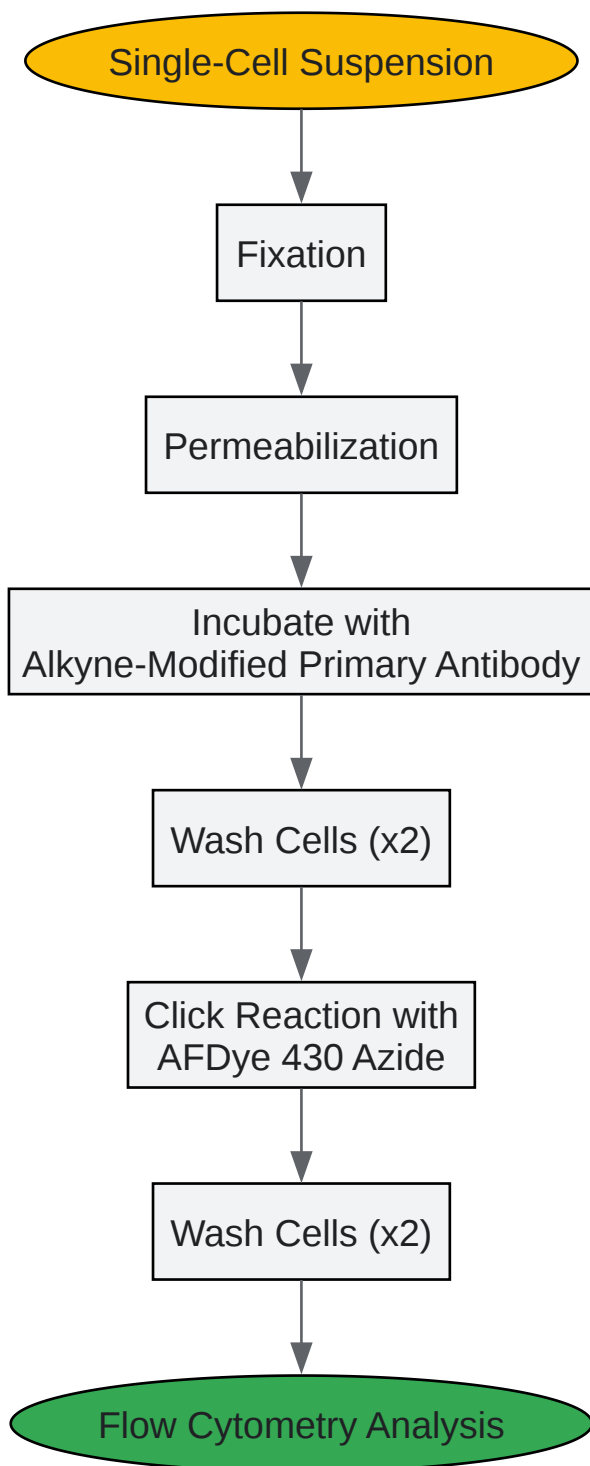 Single-Cell Suspension
Fixation
Permeabilization
Incubate with
Alkyne-Modified Primary Antibody
Wash Cells (x2)
Click Reaction with
AFDye 430 Azide
Wash Cells (x2)
Flow Cytometry Analysis